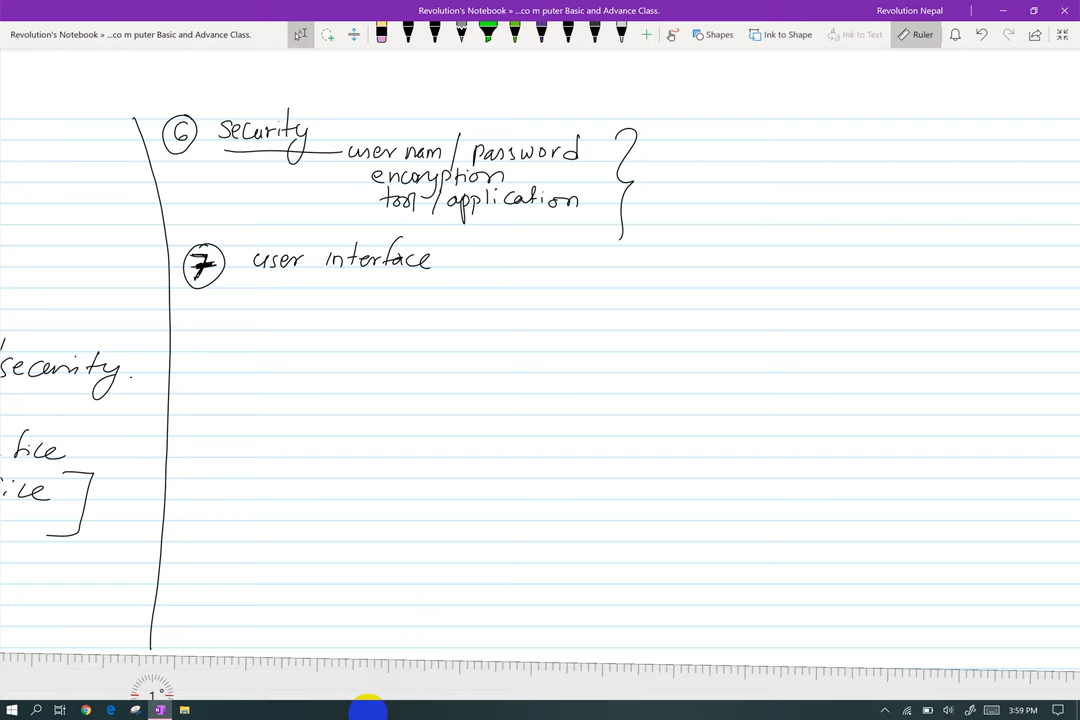 Revolution's Notebook » ...co m puter Basic and Advance Class.
Revolution Nepal
Revolution's Notebook » ...co m puter Basic and Advance Class.
Shapes
Ink to Shape
Ink to Text
Ruler
6 security
user nam / password
encryption
tool / application
7 user interface
security.
fice
ice
1°
3:59 PM